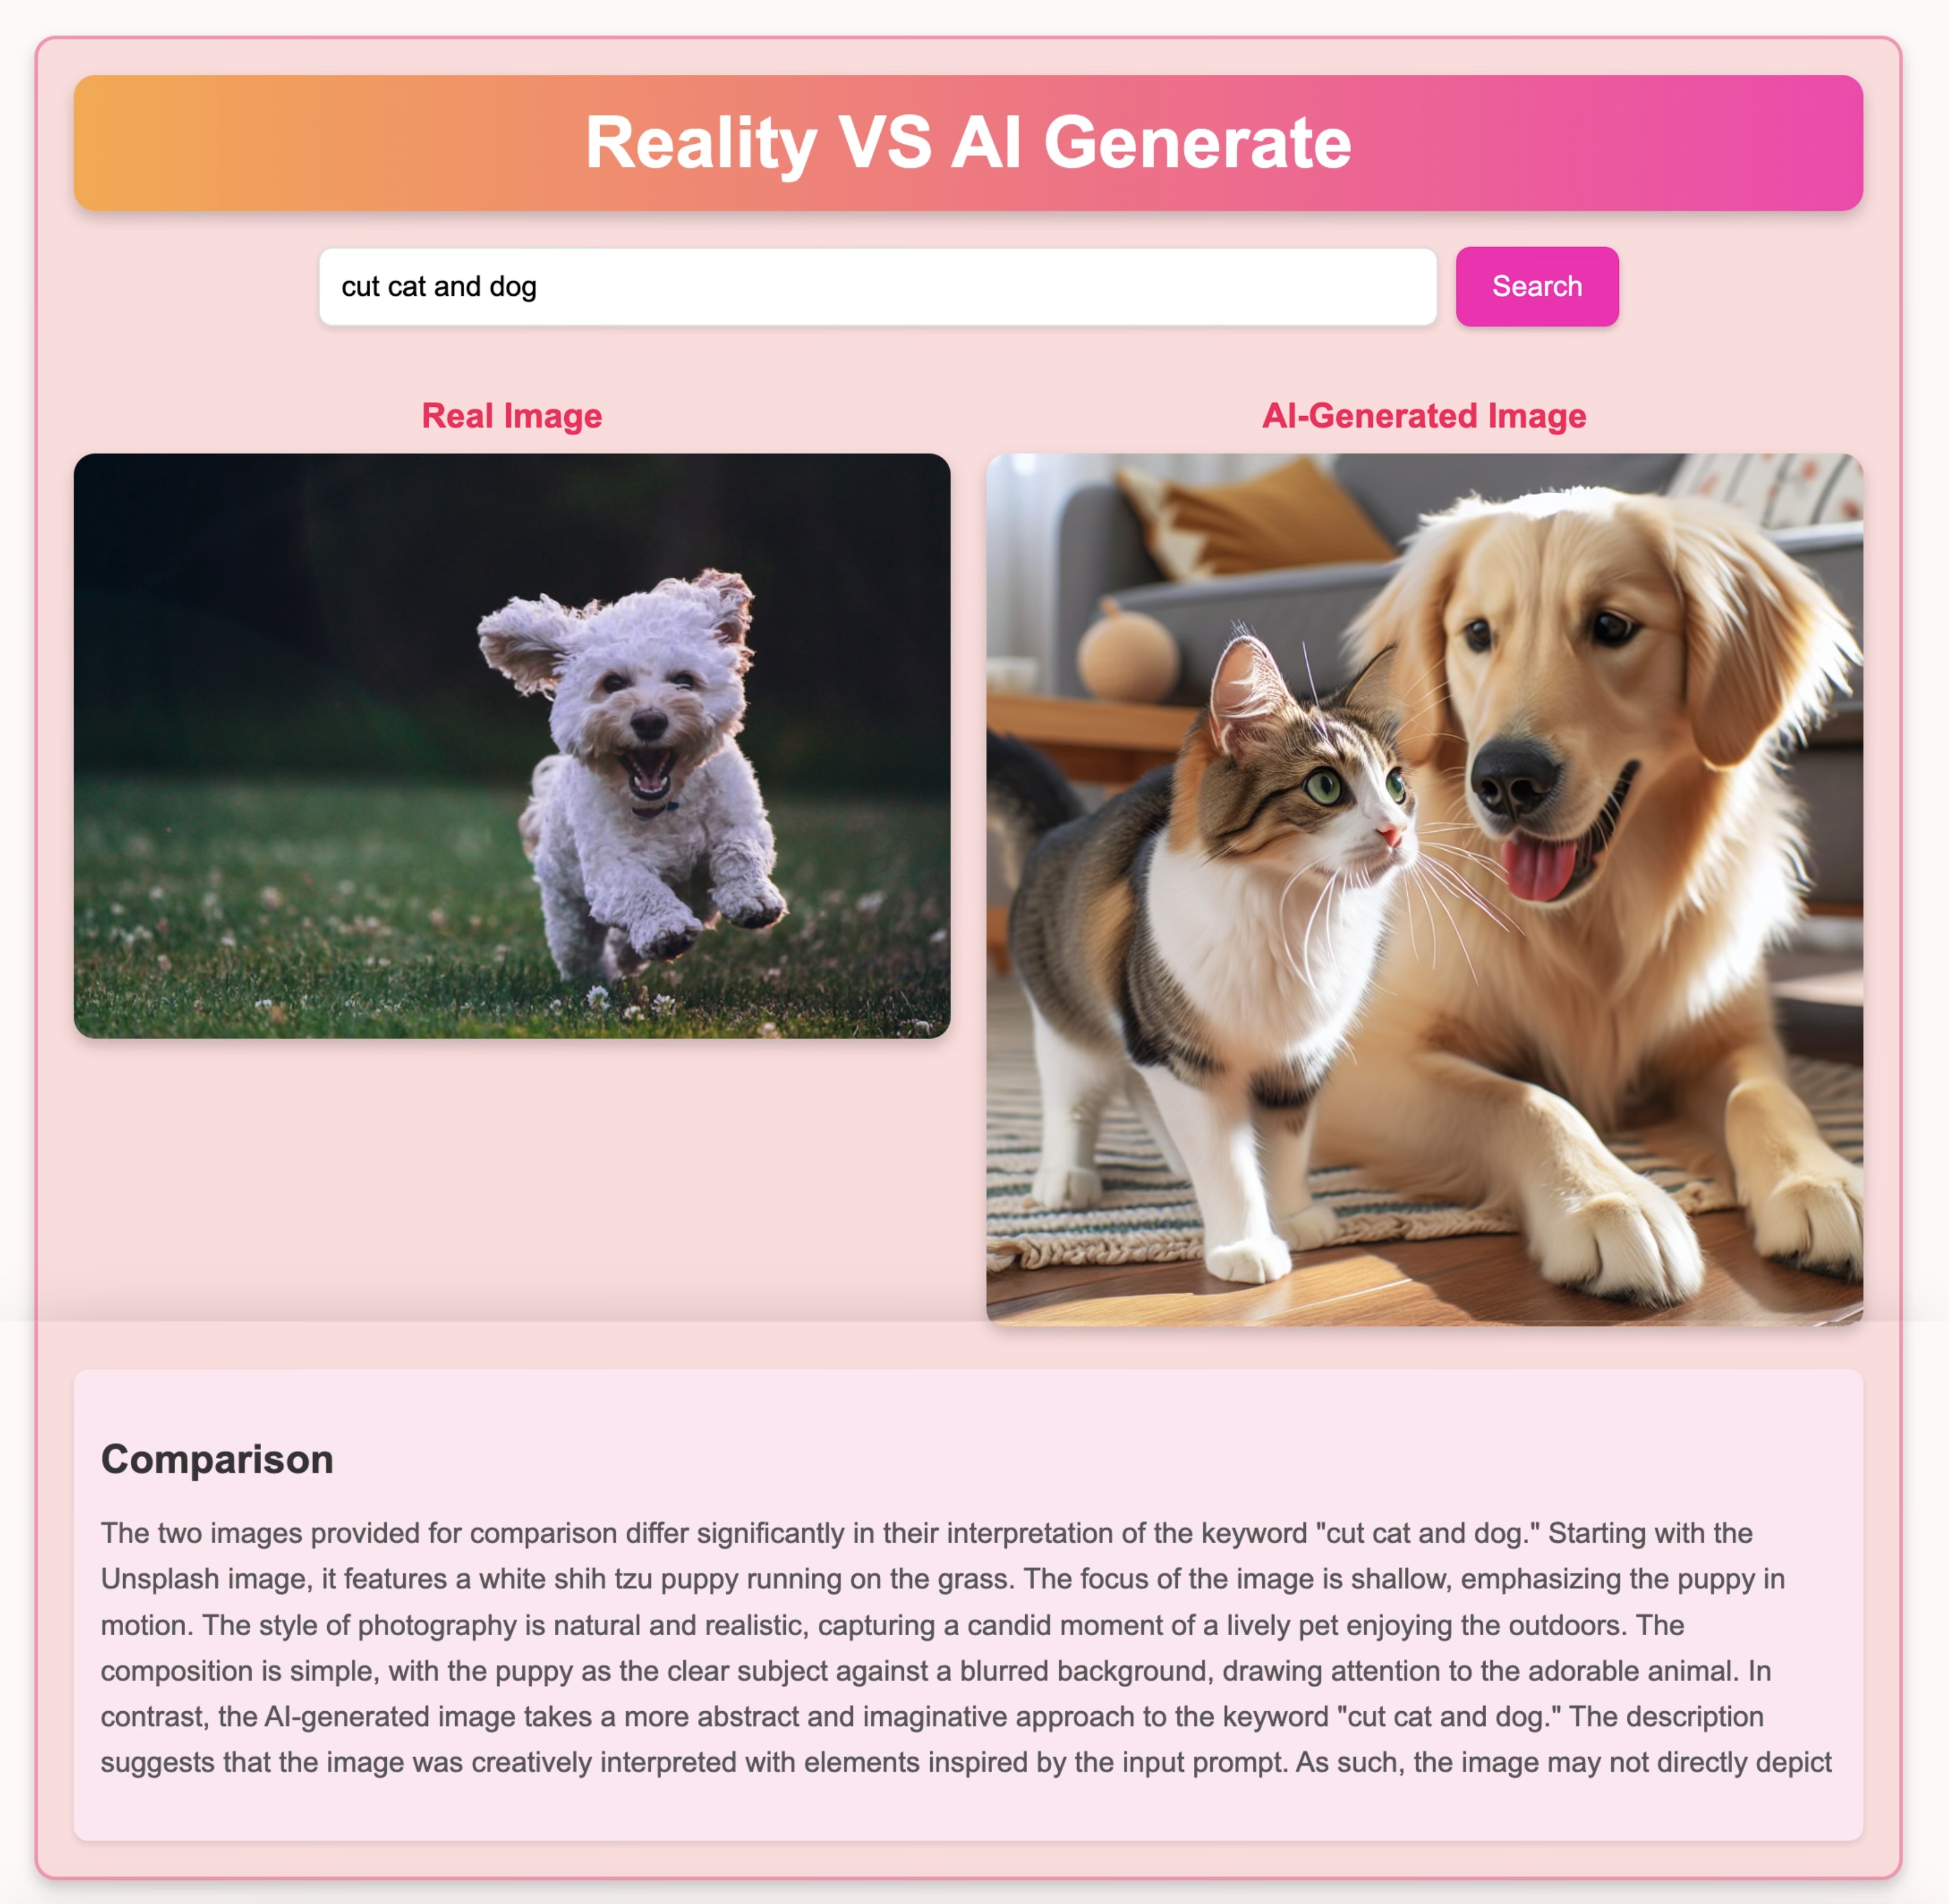 Reality VS AI Generate
cut cat and dog
Search
Real Image
AI-Generated Image
Comparison
The two images provided for comparison differ significantly in their interpretation of the keyword "cut cat and dog." Starting with the
Unsplash image, it features a white shih tzu puppy running on the grass. The focus of the image is shallow, emphasizing the puppy in
motion. The style of photography is natural and realistic, capturing a candid moment of a lively pet enjoying the outdoors. The
composition is simple, with the puppy as the clear subject against a blurred background, drawing attention to the adorable animal. In
contrast, the AI-generated image takes a more abstract and imaginative approach to the keyword "cut cat and dog." The description
suggests that the image was creatively interpreted with elements inspired by the input prompt. As such, the image may not directly depict